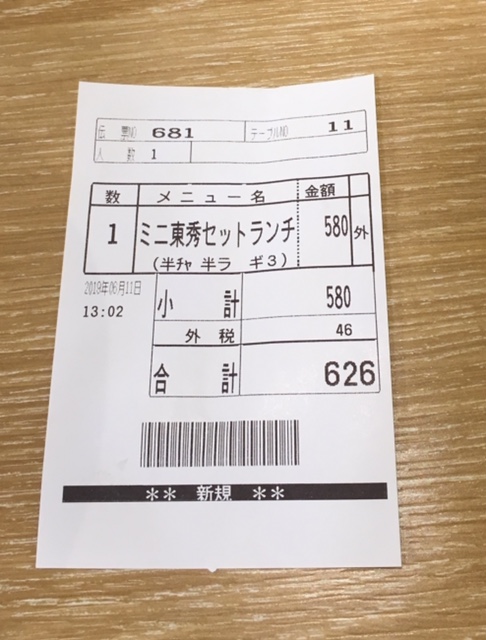 伝票NO 681 テーブルNO 11
人数 1
数 メニュー名 金額
1 ミニ東秀セットランチ 580 外
(半ﾁｬ 半ラ ギ3)
2019年06月11日 小計 580
13:02 外税 46
合計 626
** 新規 **